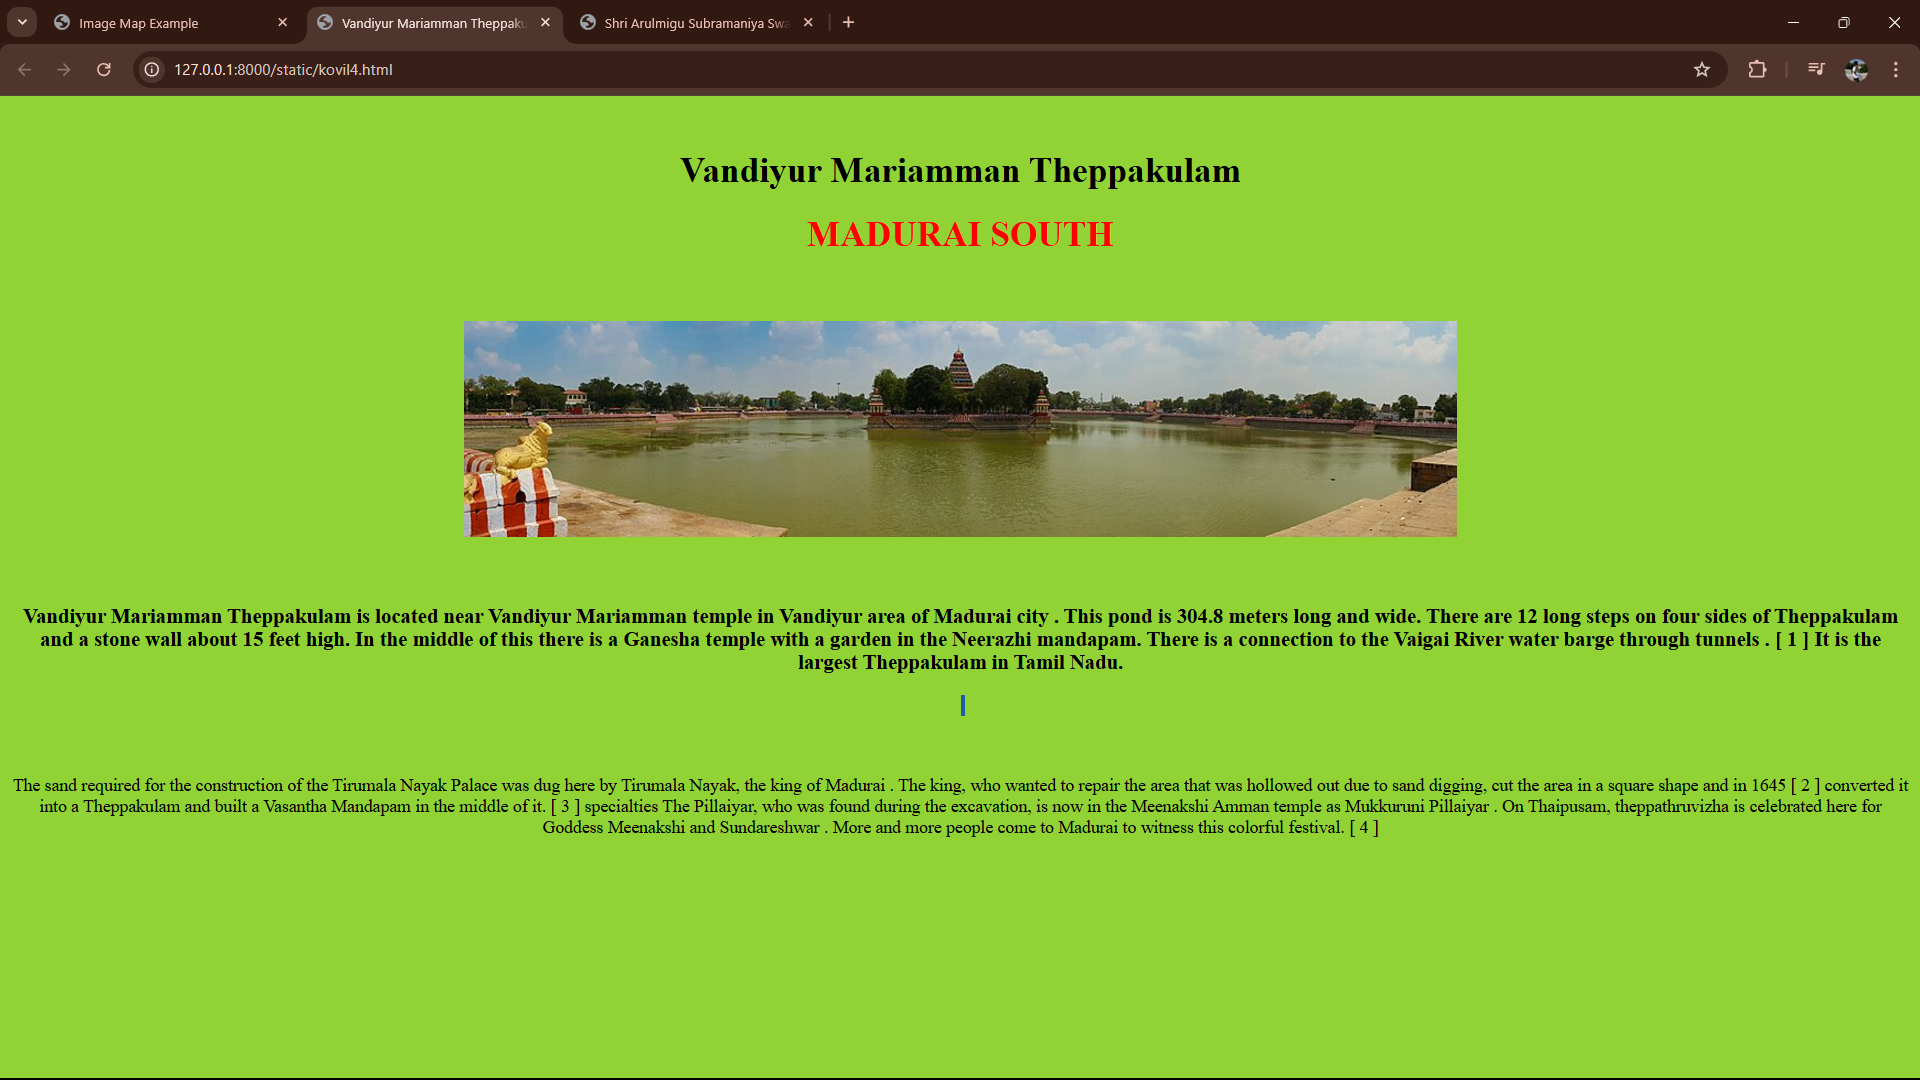 Image Map Example
Vandiyur Mariamman Theppaku
Shri Arulmigu Subramaniya Swa
127.0.0.1:8000/static/kovil4.html
Vandiyur Mariamman Theppakulam
MADURAI SOUTH
Vandiyur Mariamman Theppakulam is located near Vandiyur Mariamman temple in Vandiyur area of Madurai city . This pond is 304.8 meters long and wide. There are 12 long steps on four sides of Theppakulam
and a stone wall about 15 feet high. In the middle of this there is a Ganesha temple with a garden in the Neerazhi mandapam. There is a connection to the Vaigai River water barge through tunnels . [ 1 ] It is the
largest Theppakulam in Tamil Nadu.
The sand required for the construction of the Tirumala Nayak Palace was dug here by Tirumala Nayak, the king of Madurai . The king, who wanted to repair the area that was hollowed out due to sand digging, cut the area in a square shape and in 1645 [ 2 ] converted it
into a Theppakulam and built a Vasantha Mandapam in the middle of it. [ 3 ] specialties The Pillaiyar, who was found during the excavation, is now in the Meenakshi Amman temple as Mukkuruni Pillaiyar . On Thaipusam, theppathruvizha is celebrated here for
Goddess Meenakshi and Sundareshwar . More and more people come to Madurai to witness this colorful festival. [ 4 ]